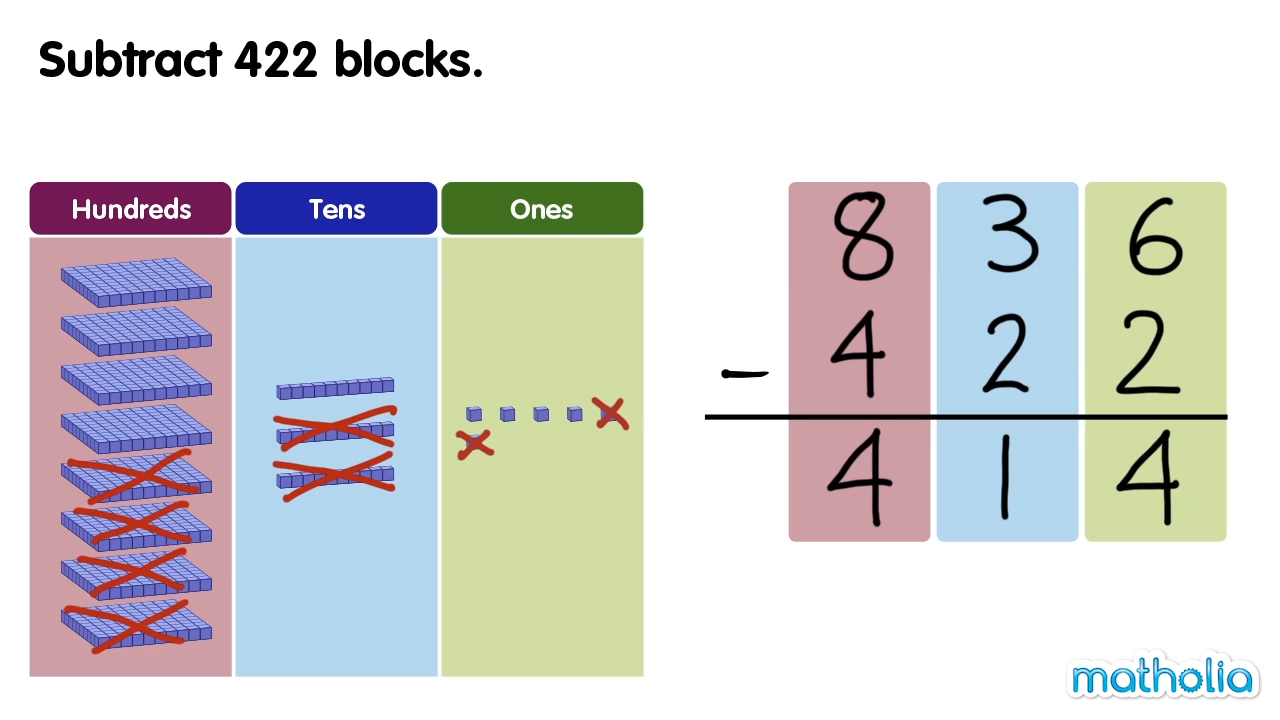 Subtract 422 blocks.
Hundreds Tens Ones
8 3 6
- 4 2 2
4 1 4
matholia